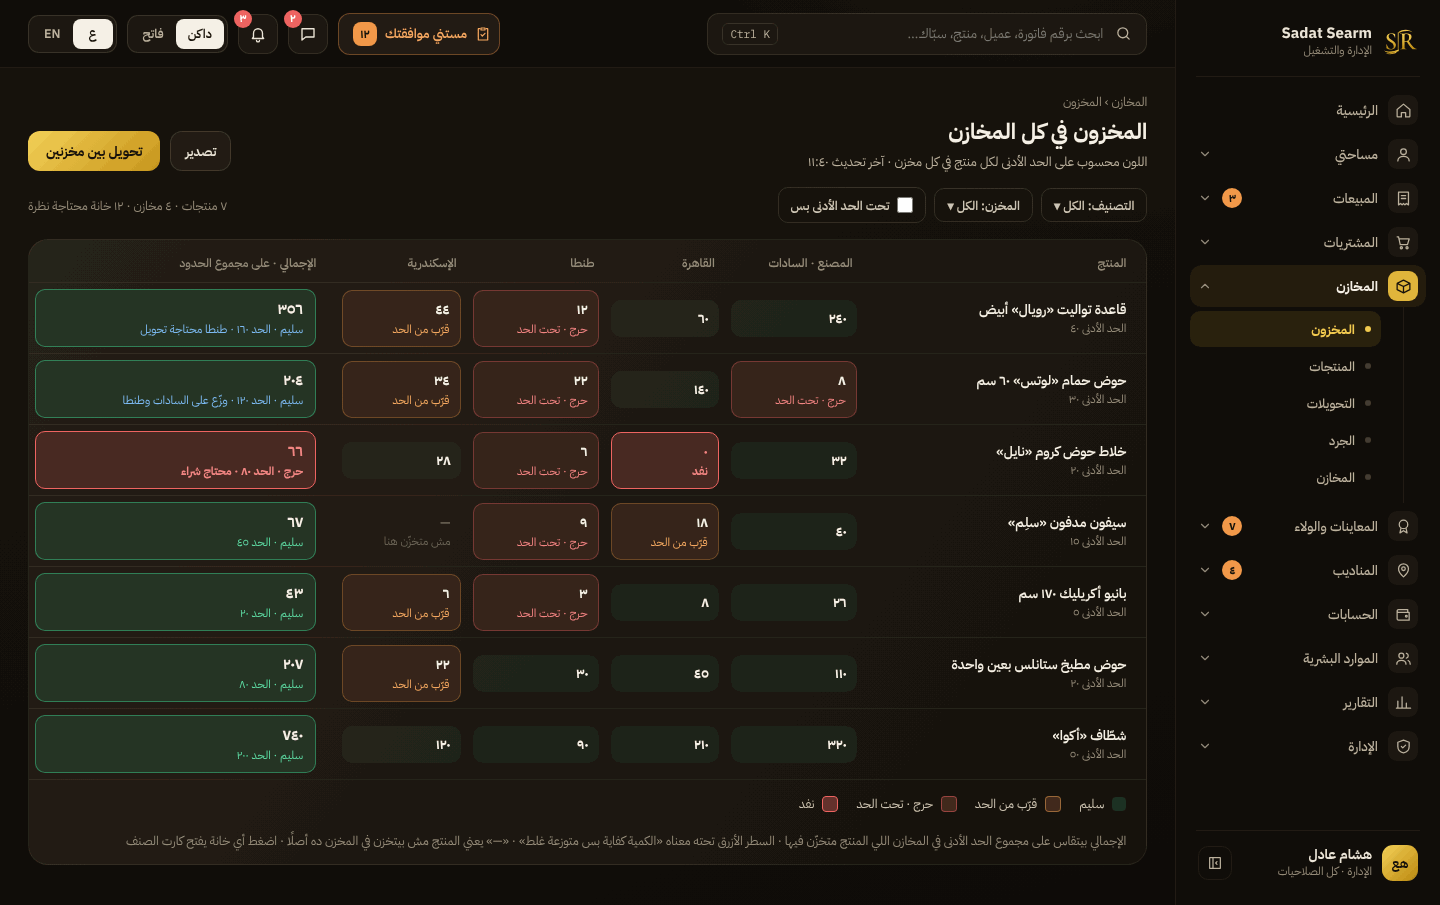 Sadat Searm
الإدارة والتشغيل
الرئيسية
مساحتي
المبيعات ٣
المشتريات
المخازن
المخزون
المنتجات
التحويلات
الجرد
المخازن
المعاينات والولاء ٧
المناديب ٤
الحسابات
الموارد البشرية
التقارير
الإدارة
هشام عادل
الإدارة · كل الصلاحيات
هع
ابحث برقم فاتورة, عميل, منتج, سبّاك... Ctrl K
مستني موافقتك ١٢
٢
٣
داكن فاتح
ع EN
المخازن › المخزون
المخزون في كل المخازن
اللون محسوب على الحد الأدنى لكل منتج في كل مخزن · آخر تحديث ١١:٤٠
تصدير
تحويل بين مخزنين
التصنيف: الكل ▾
المخزن: الكل ▾
تحت الحد الأدنى بس
٧ منتجات · ٤ مخازن · ١٢ خانة محتاجة نظرة
المنتج المصنع · السادات القاهرة طنطا الإسكندرية الإجمالي · على مجموع الحدود
قاعدة تواليت «رويال» أبيض
الحد الأدنى ٤٠
٢٤٠
٦٠
١٢
حرج · تحت الحد
٤٤
قرّب من الحد
٣٥٦
سليم · الحد ١٦٠ · طنطا محتاجة تحويل
حوض حمام «لوتس» ٦٠ سم
الحد الأدنى ٣٠
٨
حرج · تحت الحد
١٤٠
٢٢
حرج · تحت الحد
٣٤
قرّب من الحد
٢٠٤
سليم · الحد ١٢٠ · وزّع على السادات وطنطا
خلاط حوض كروم «نايل»
الحد الأدنى ٢٠
٣٢
٠
نفد
٦
حرج · تحت الحد
٢٨
٦٦
حرج · الحد ٨٠ · محتاج شراء
سيفون مدفون «سليم»
الحد الأدنى ١٥
٤٠
١٨
قرّب من الحد
٩
حرج · تحت الحد
—
مش متخزّن هنا
٦٧
سليم · الحد ٤٥
بانيو أكريليك ١٧٠ سم
الحد الأدنى ٥
٢٦
٨
٣
حرج · تحت الحد
٦
قرّب من الحد
٤٣
سليم · الحد ٢٠
حوض مطبخ ستانلس بعين واحدة
الحد الأدنى ٢٠
١١٠
٤٥
٣٠
٢٢
قرّب من الحد
٢٠٧
سليم · الحد ٨٠
شطّاف «أكوا»
الحد الأدنى ٥٠
٣٢٠
٢١٠
٩٠
١٢٠
٧٤٠
سليم · الحد ٢٠٠
سليم قرّب من الحد حرج · تحت الحد نفد
الإجمالي بيتقاس على مجموع الحد الأدنى في المخازن اللي المنتج متخزّن فيها · السطر الأزرق تحته معناه «الكمية كفاية بس متوزعة غلط» · «—» يعني المنتج مش بيتخزن في المخزن ده أصلًا · اضغط أي خانة يفتح كارت الصنف